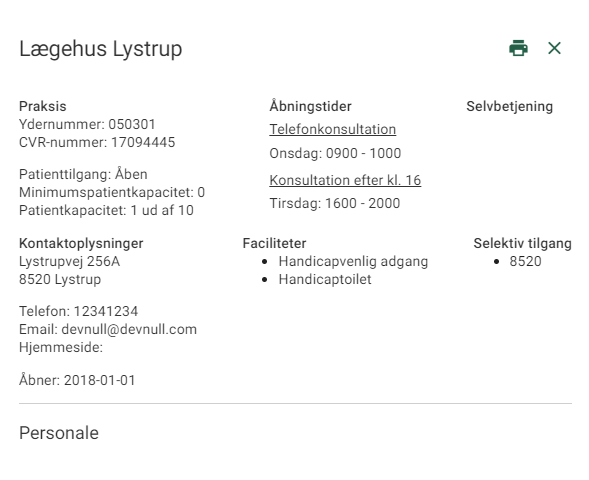 Lægehus Lystrup
Praksis
Ydernummer: 050301
CVR-nummer: 17094445
Patienttilgang: Åben
Minimumspatientkapacitet: 0
Patientkapacitet: 1 ud af 10
Åbningstider
Telefonkonsultation
Onsdag: 0900 - 1000
Konsultation efter kl. 16
Tirsdag: 1600 - 2000
Selvbetjening
Kontaktoplysninger
Lystrupvej 256A
8520 Lystrup
Telefon: 12341234
Email: devnull@devnull.com
Hjemmeside:
Åbner: 2018-01-01
Faciliteter
Handicapvenlig adgang
Handicaptoilet
Selektiv tilgang
8520
Personale